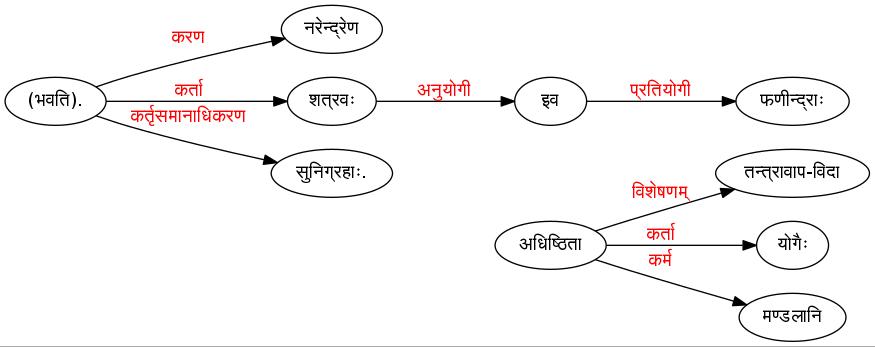 नरेन्द्रेण
करण
(भवति).
कर्ता
शत्रवः
अनुयोगी
इव
प्रतियोगी
फणीन्द्राः
कर्तृसमानाधिकरण
सुनिग्रहाः.
तन्त्रावाप-विदा
विशेषणम्
अधिष्ठिता
कर्ता
योगैः
कर्म
मण्डलानि